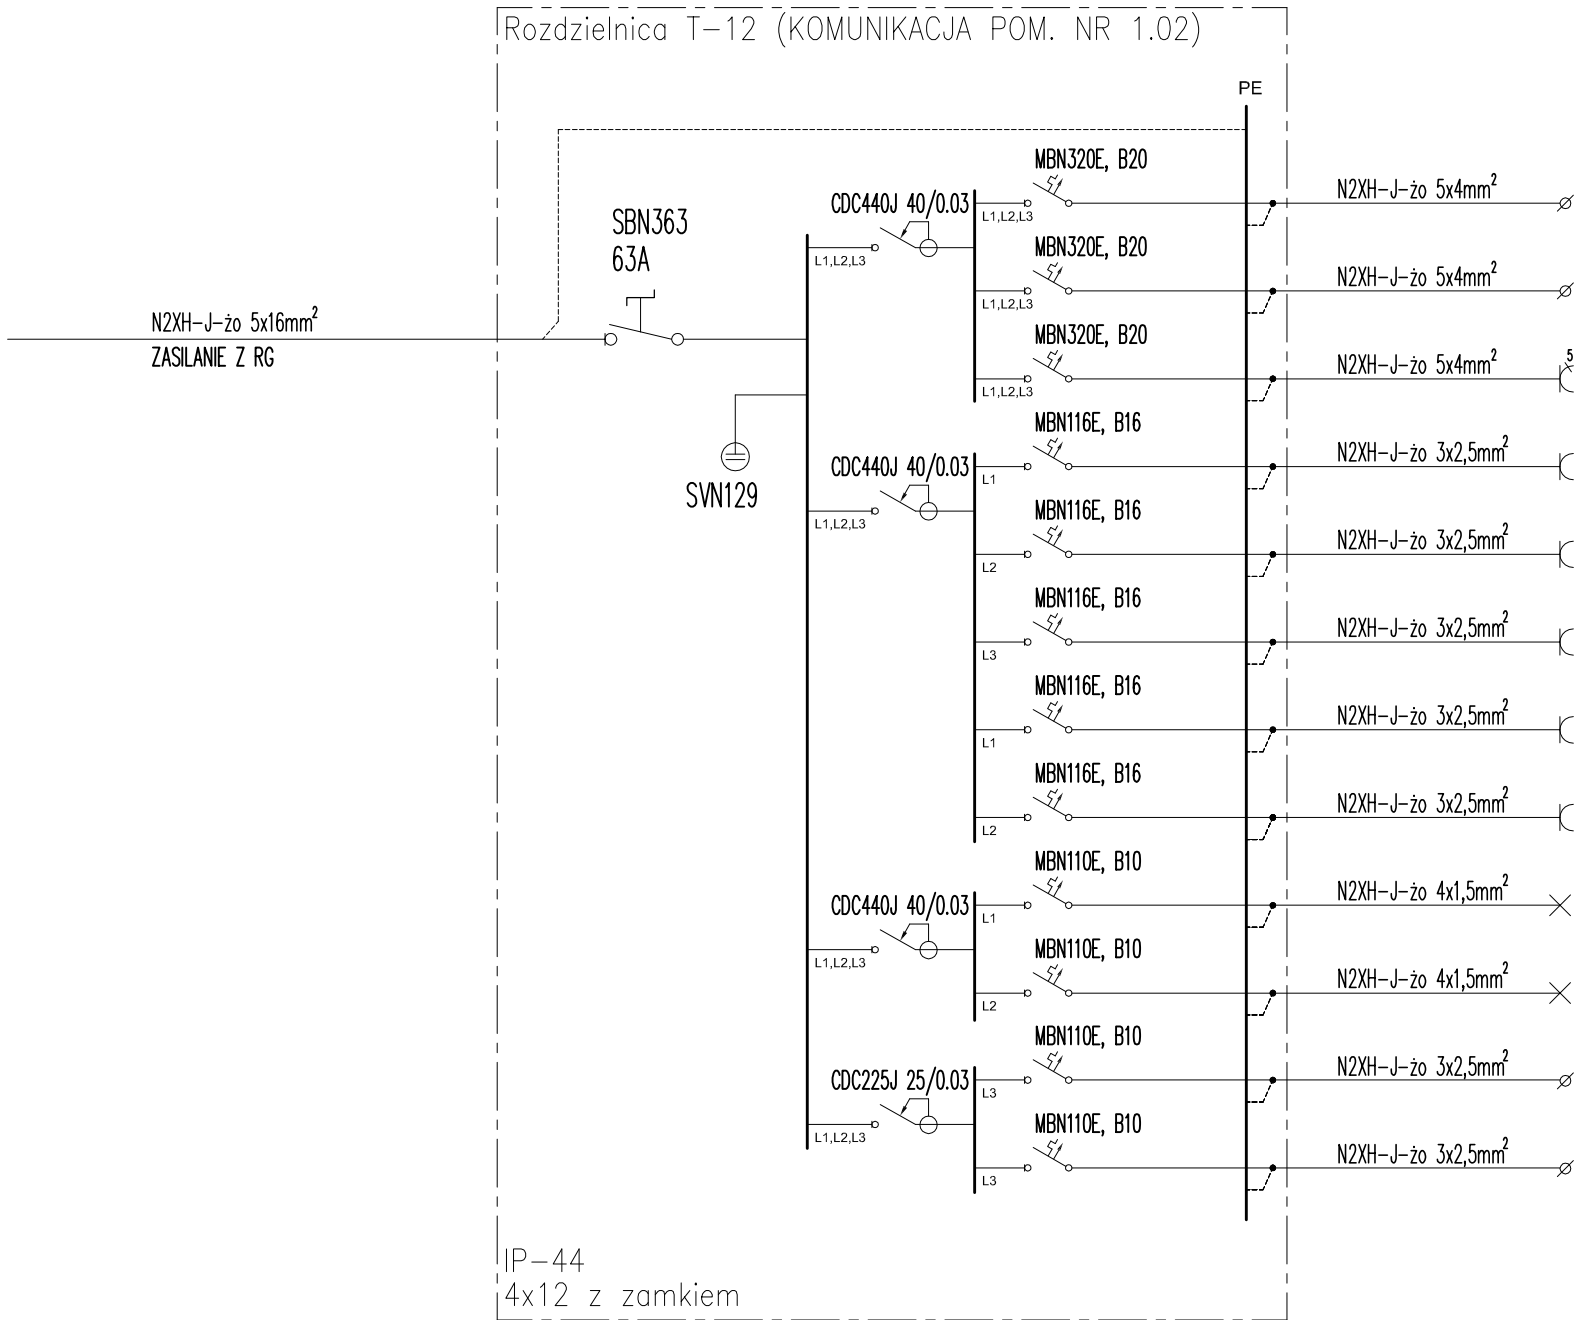 Rozdzielnica T-12 (KOMUNIKACJA POM. NR 1.02)
PE
MBN320E, B20
N2XH-J-żo 5x4mm²
CDC440J 40/0.03
L1,L2,L3
SBN363
63A
MBN320E, B20
N2XH-J-żo 5x4mm²
L1,L2,L3
L1,L2,L3
N2XH-J-żo 5x16mm²
ZASILANIE Z RG
MBN320E, B20
N2XH-J-żo 5x4mm²
5
L1,L2,L3
MBN116E, B16
N2XH-J-żo 3x2,5mm²
CDC440J 40/0.03
L1
SVN129
MBN116E, B16
L1,L2,L3
N2XH-J-żo 3x2,5mm²
L2
MBN116E, B16
N2XH-J-żo 3x2,5mm²
L3
MBN116E, B16
N2XH-J-żo 3x2,5mm²
L1
MBN116E, B16
N2XH-J-żo 3x2,5mm²
L2
MBN110E, B10
N2XH-J-żo 4x1,5mm²
CDC440J 40/0.03
L1
MBN110E, B10
L1,L2,L3
N2XH-J-żo 4x1,5mm²
L2
MBN110E, B10
N2XH-J-żo 3x2,5mm²
CDC225J 25/0.03
L3
MBN110E, B10
L1,L2,L3
N2XH-J-żo 3x2,5mm²
L3
IP-44
4x12 z zamkiem